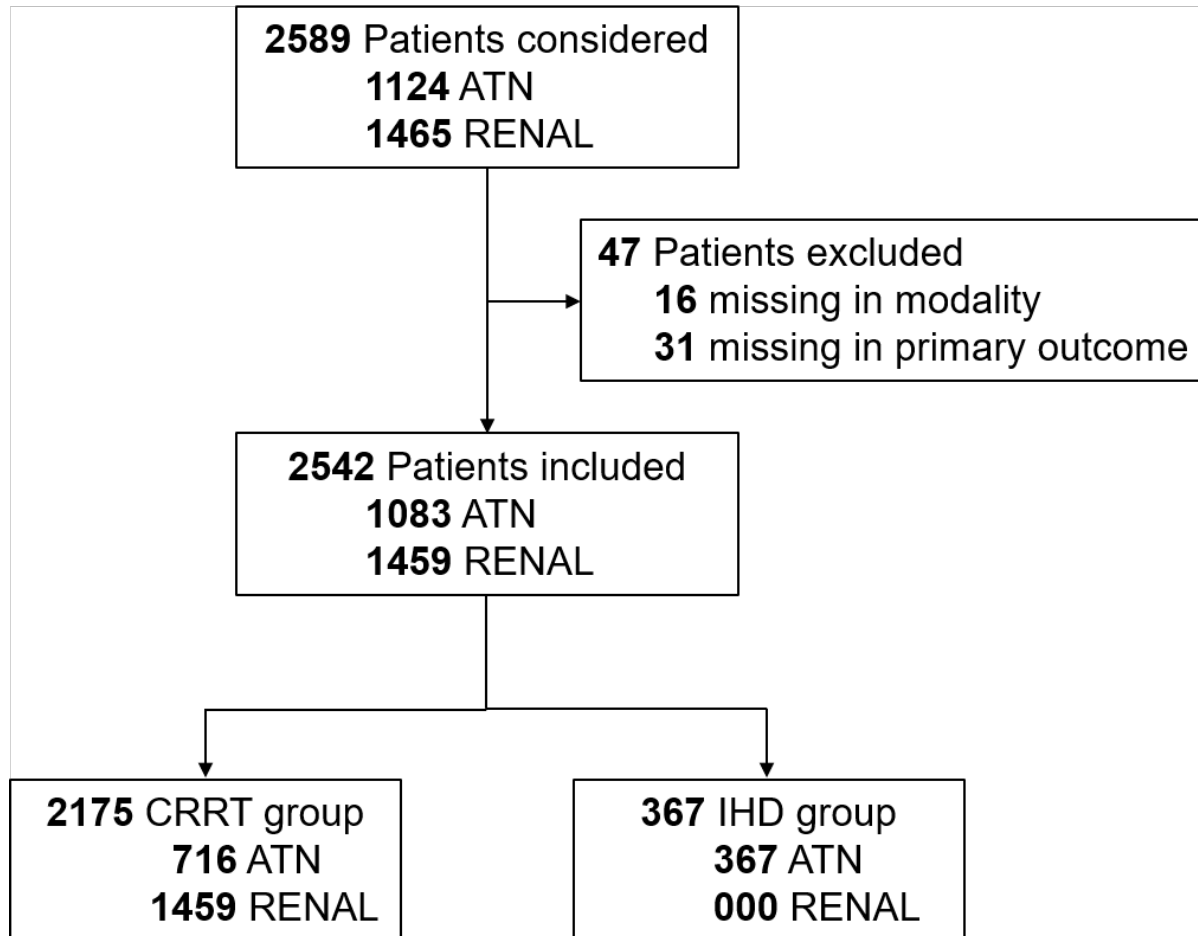 2589 Patients considered
1124 ATN
1465 RENAL
47 Patients excluded
16 missing in modality
31 missing in primary outcome
2542 Patients included
1083 ATN
1459 RENAL
2175 CRRT group
716 ATN
1459 RENAL
367 IHD group
367 ATN
000 RENAL